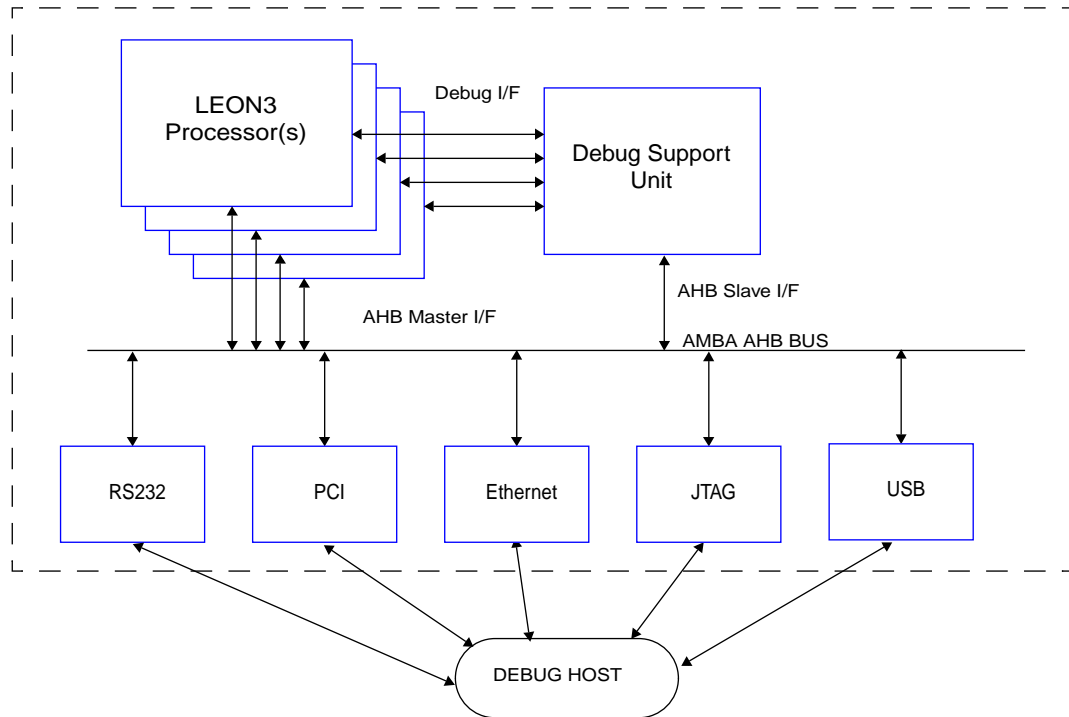 LEON3
Processor(s)
Debug I/F
Debug Support
Unit
AHB Slave I/F
AHB Master I/F
AMBA AHB BUS
RS232
PCI
Ethernet
JTAG
USB
DEBUG HOST